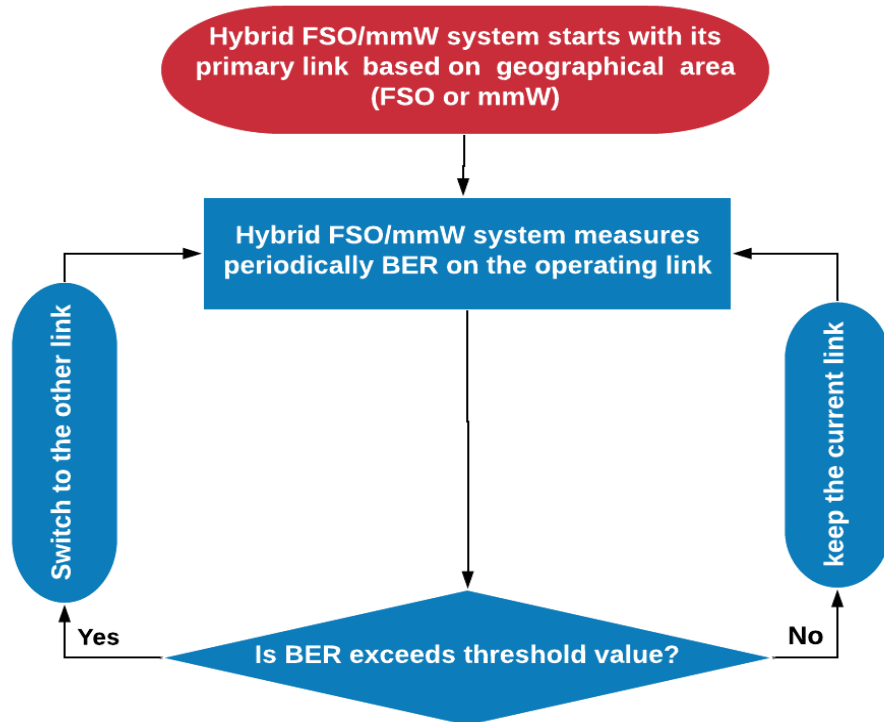 Hybrid FSO/mmW system starts with its
primary link based on geographical area
(FSO or mmW)
Hybrid FSO/mmW system measures
periodically BER on the operating link
Switch to the other link
keep the current link
Yes
Is BER exceeds threshold value?
No